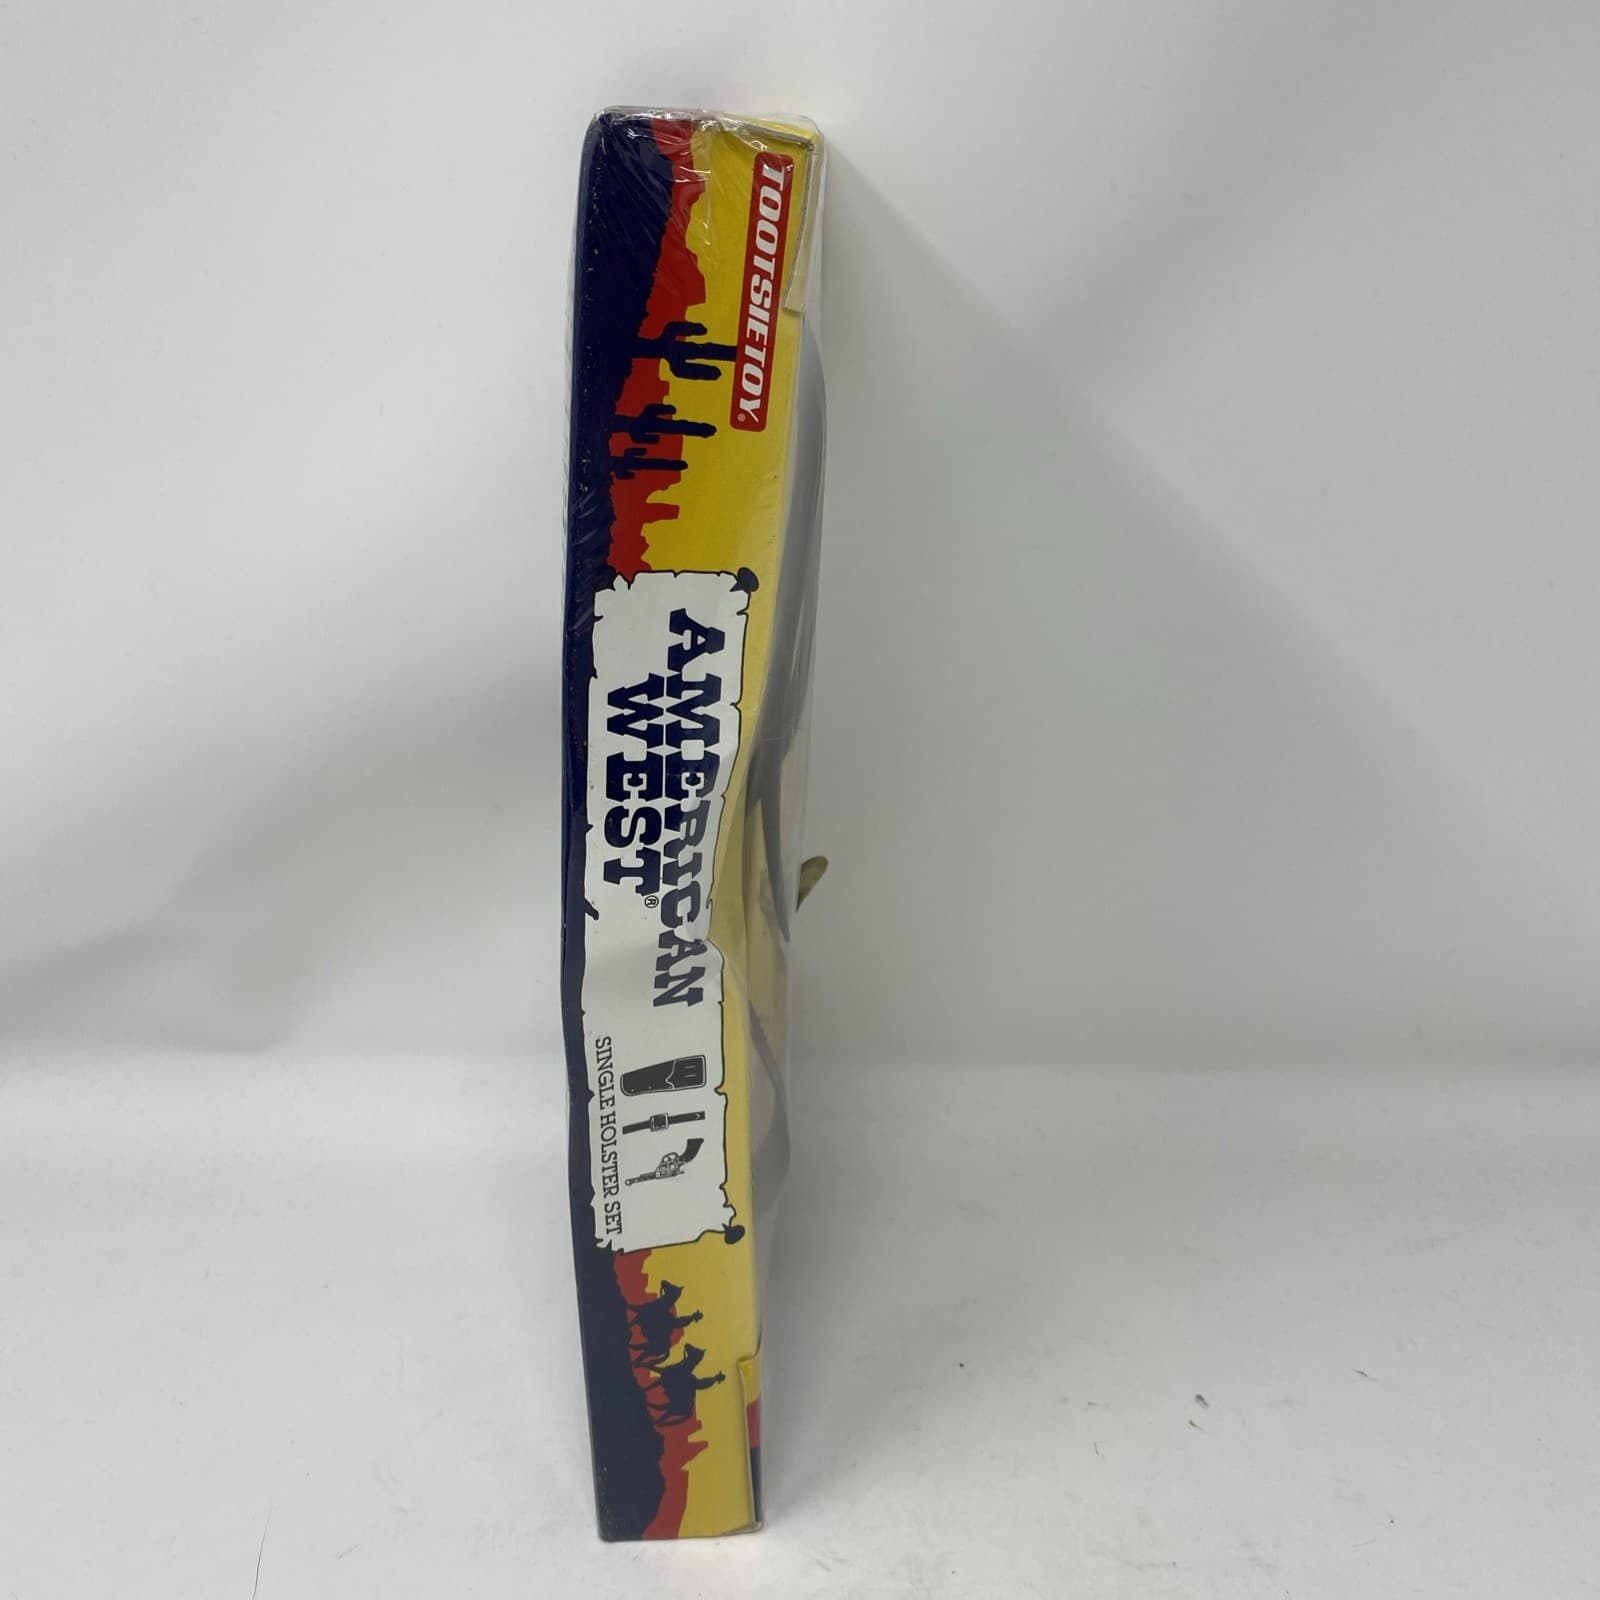 TOOTSIETOY®
AMERICAN
WEST®
SINGLE HOLSTER SET